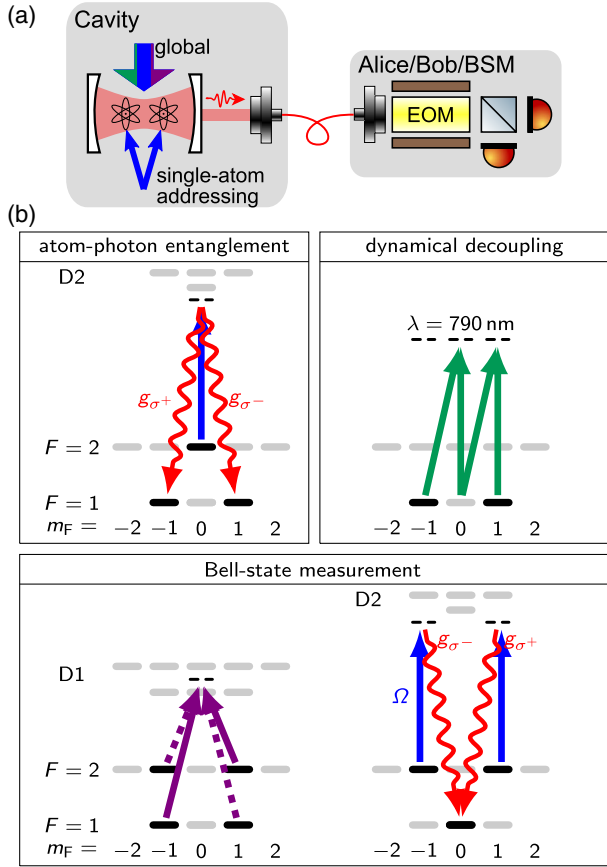 (a)
Cavity
global
single-atom
addressing
Alice/Bob/BSM
EOM
(b)
atom-photon entanglement
D2
gσ+
gσ−
F = 2
F = 1
mF = −2 −1 0 1 2
dynamical decoupling
λ = 790 nm
−2 −1 0 1 2
Bell-state measurement
D1
F = 2
F = 1
mF = −2 −1 0 1 2
D2
gσ−
gσ+
Ω
−2 −1 0 1 2